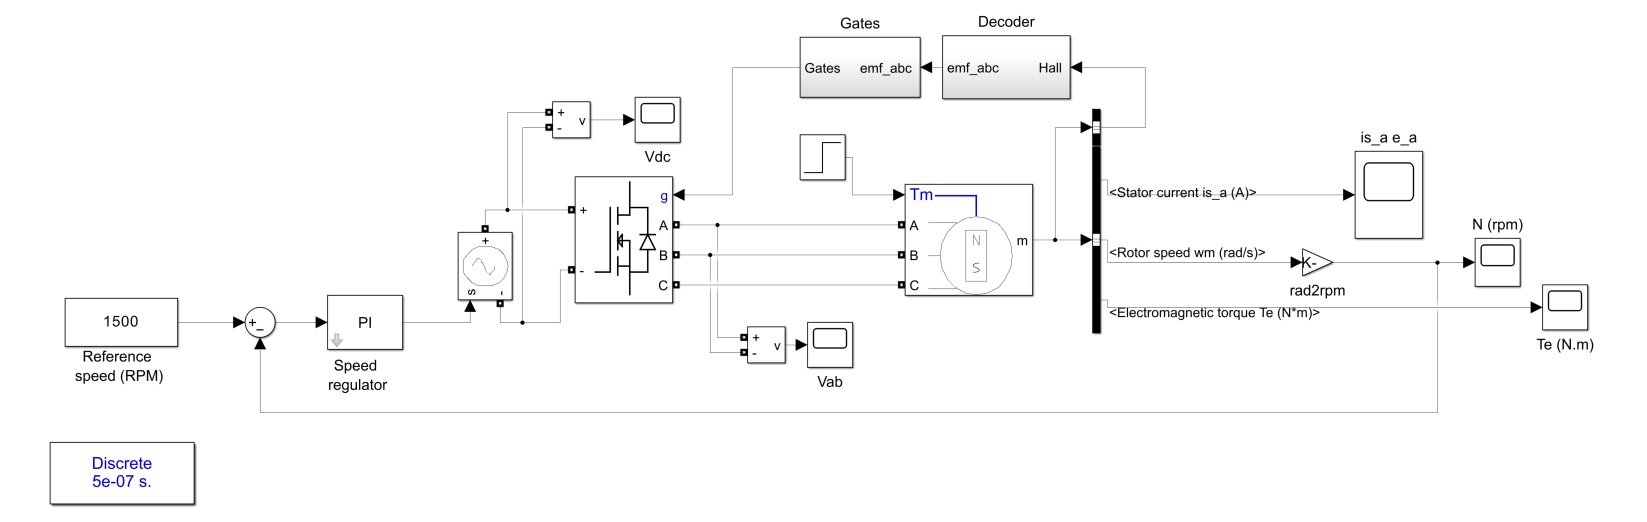 Gates
Decoder
Gates emf_abc
emf_abc Hall
+
-
v
Vdc
is_a e_a
<Stator current is_a (A)>
g
+
-
A
B
C
Tm
A
B
C
m
N
S
N (rpm)
<Rotor speed wm (rad/s)>
K-
rad2rpm
+
s
-
1500
Reference
speed (RPM)
+
-
PI
Speed
regulator
<Electromagnetic torque Te (N*m)>
Te (N.m)
+
-
v
Vab
Discrete
5e-07 s.